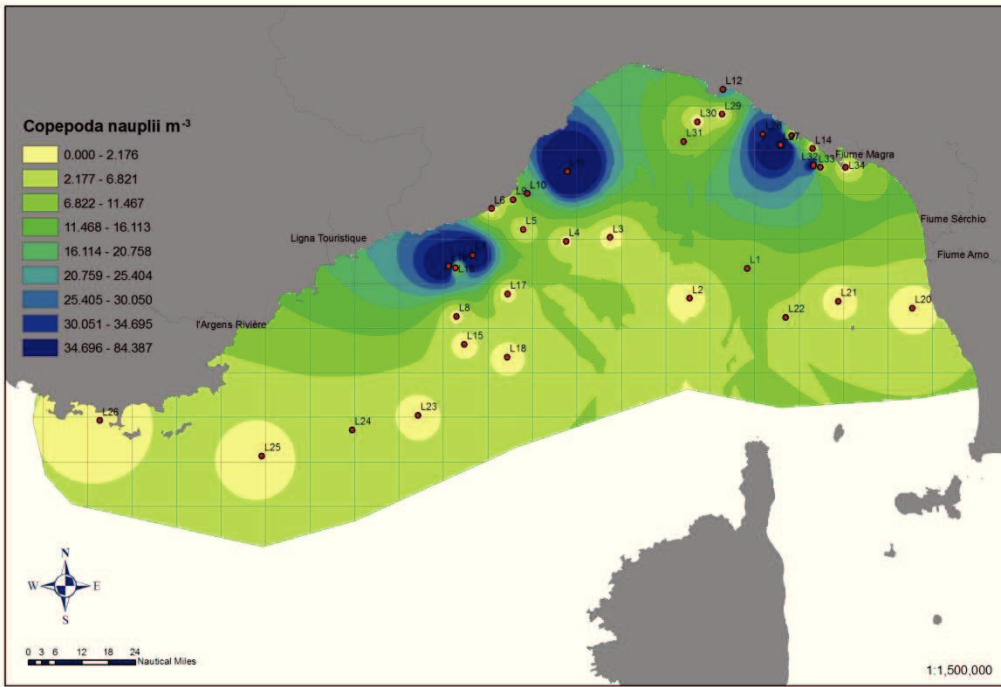 Copepoda nauplii m-3
0.000 - 2.176
2.177 - 6.821
6.822 - 11.467
11.468 - 16.113
16.114 - 20.758
20.759 - 25.404
25.405 - 30.050
30.051 - 34.695
34.696 - 84.387
L12
L30
L29
L31
L14
L32
L33
Fiume Magra
L34
L10
L9
L6
L5
L4
L3
Ligna Touristique
Fiume Sèrchio
Fiume Arno
L1
L17
L2
L21
L20
L22
L8
l'Argens Rivière
L15
L18
L26
L23
L24
L25
N
W
E
S
0 3 6 12 18 24
Nautical Miles
1:1,500,000